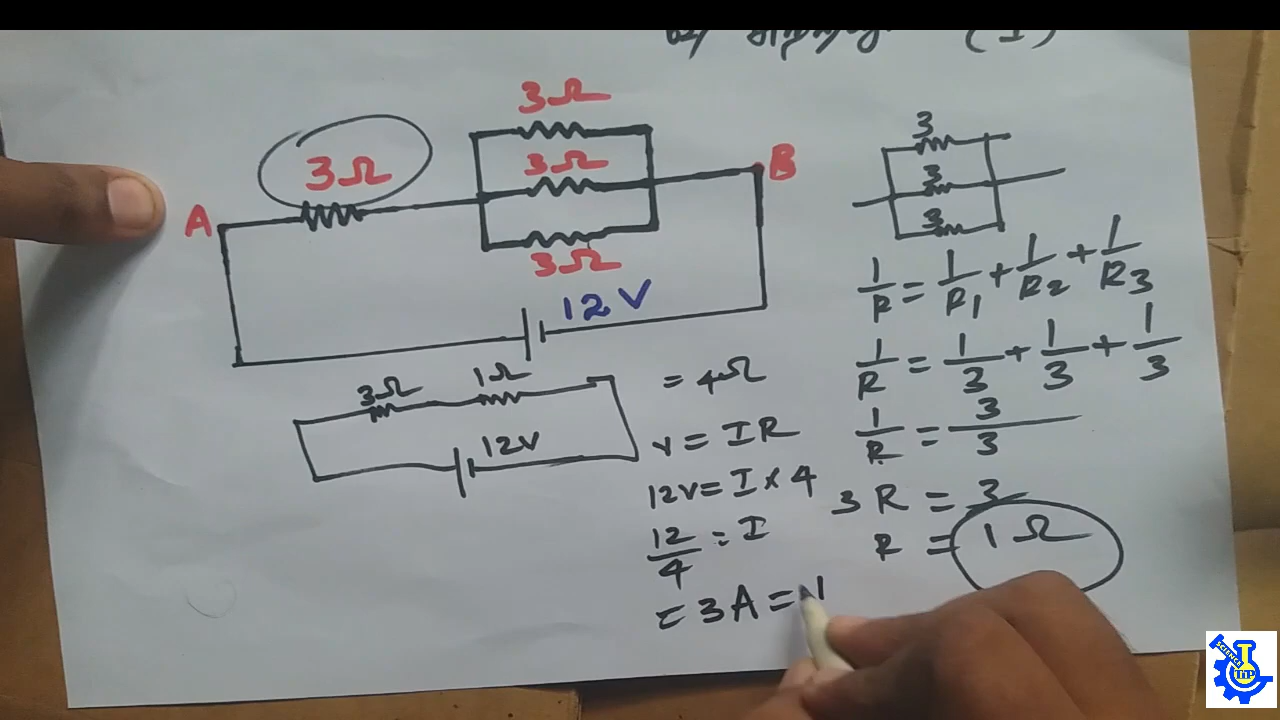 (I)
3Ω
3Ω
A
3Ω
3Ω
B
12V
3Ω 1Ω
12V
= 4Ω
V = IR
12V = I × 4
12/4 = I
= 3A =
3
3
3
1/R = 1/R1 + 1/R2 + 1/R3
1/R = 1/3 + 1/3 + 1/3
1/R = 3/3
3R = 3
R = 1Ω